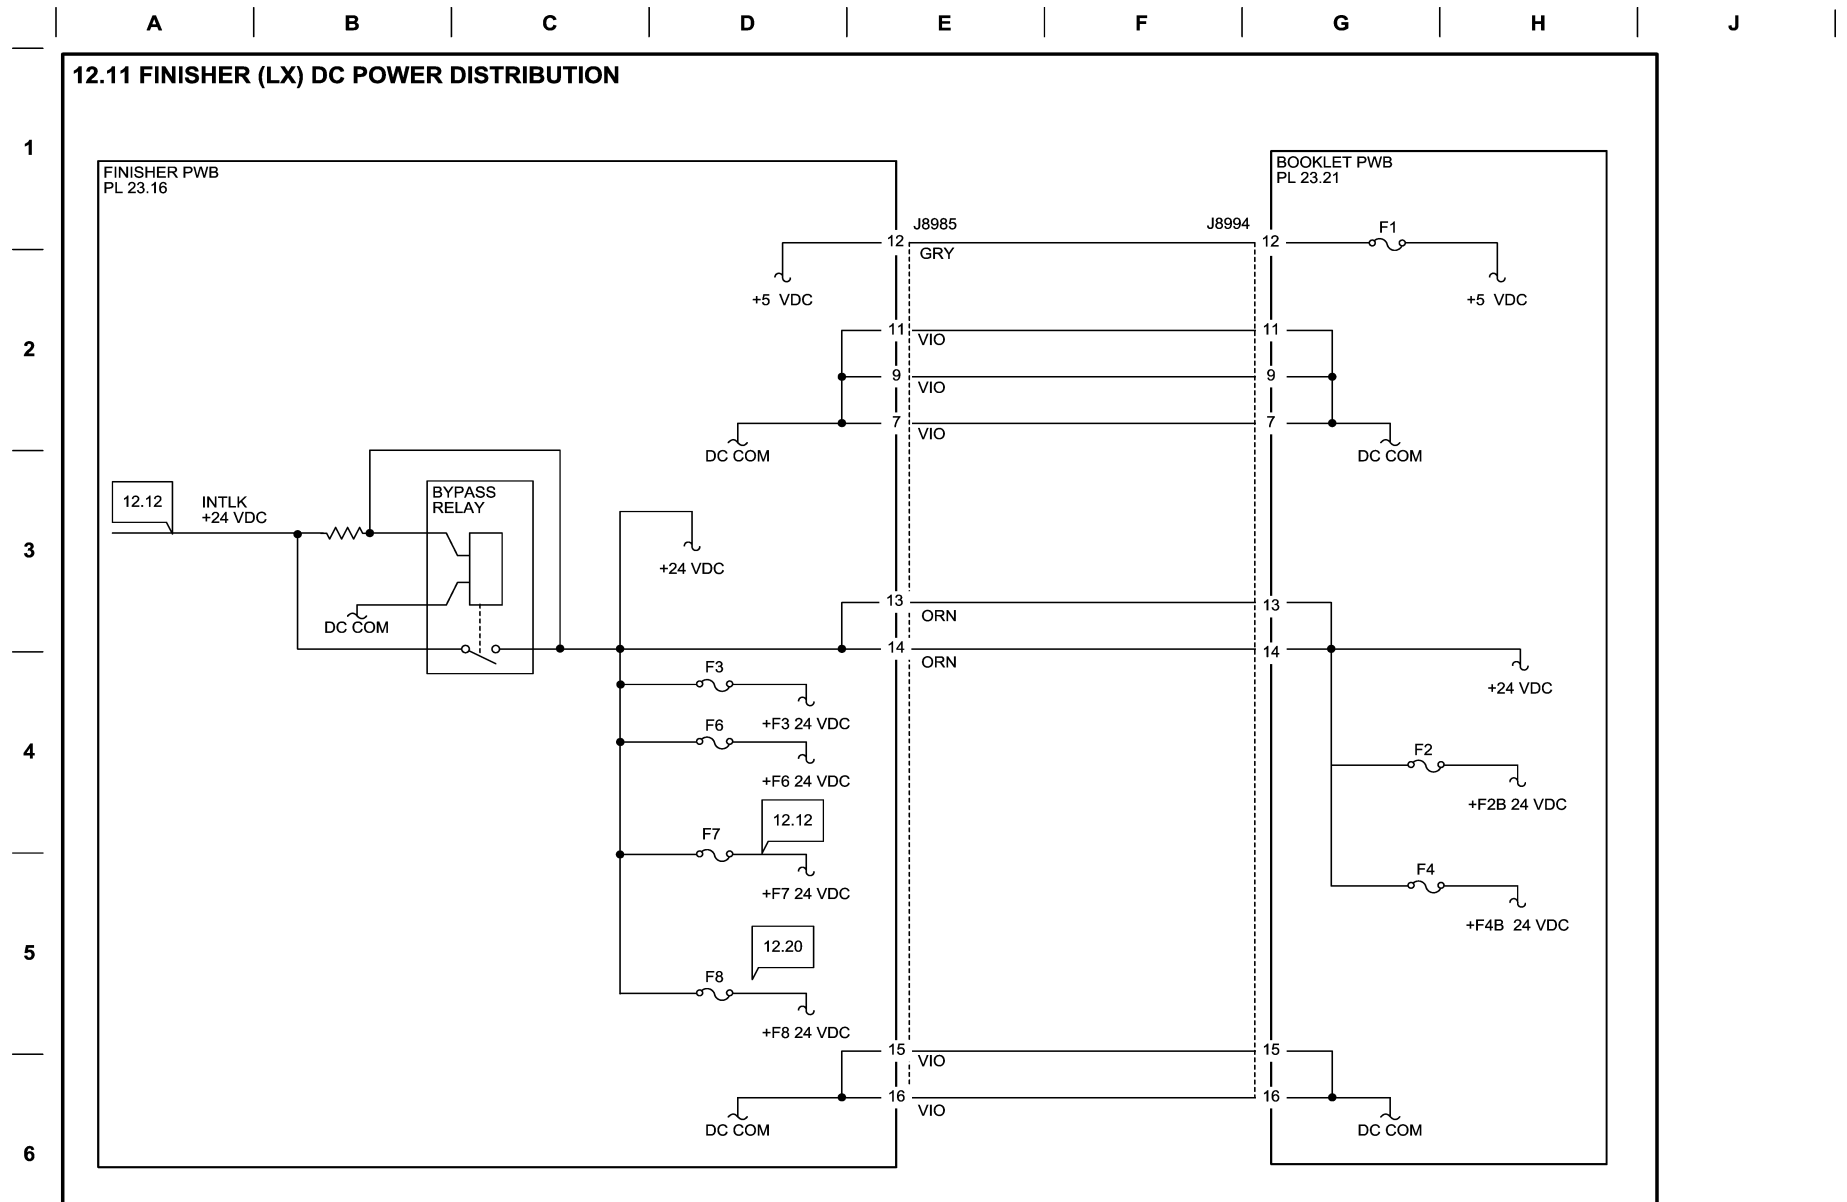 A B C D E F G H J
12.11 FINISHER (LX) DC POWER DISTRIBUTION
1
FINISHER PWB
PL 23.16
BOOKLET PWB
PL 23.21
J8985
J8994
F1
12
12
GRY
+5  VDC
+5  VDC
2
11
11
VIO
9
9
VIO
7
7
VIO
DC COM
DC COM
3
12.12
INTLK
+24 VDC
BYPASS
RELAY
+24 VDC
DC COM
13
13
ORN
14
14
ORN
4
F3
+F3 24 VDC
+24 VDC
F6
+F6 24 VDC
F2
+F2B 24 VDC
12.12
F7
+F7 24 VDC
F4
+F4B  24 VDC
5
12.20
F8
+F8 24 VDC
15
15
VIO
16
16
VIO
DC COM
DC COM
6